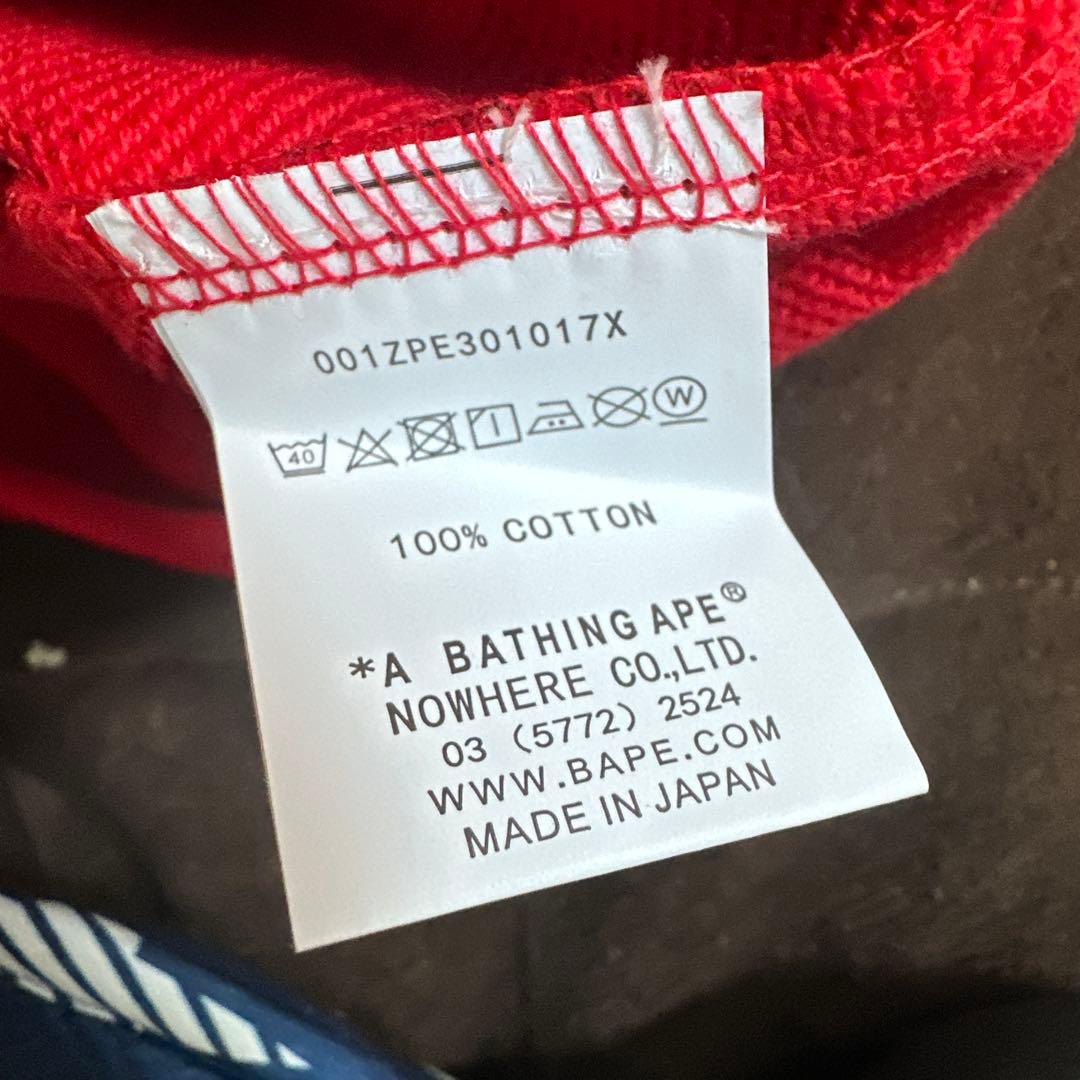 001ZPE301017X
40 W
100% COTTON
*A BATHING APE®
NOWHERE CO.,LTD.
03 (5772) 2524
WWW.BAPE.COM
MADE IN JAPAN